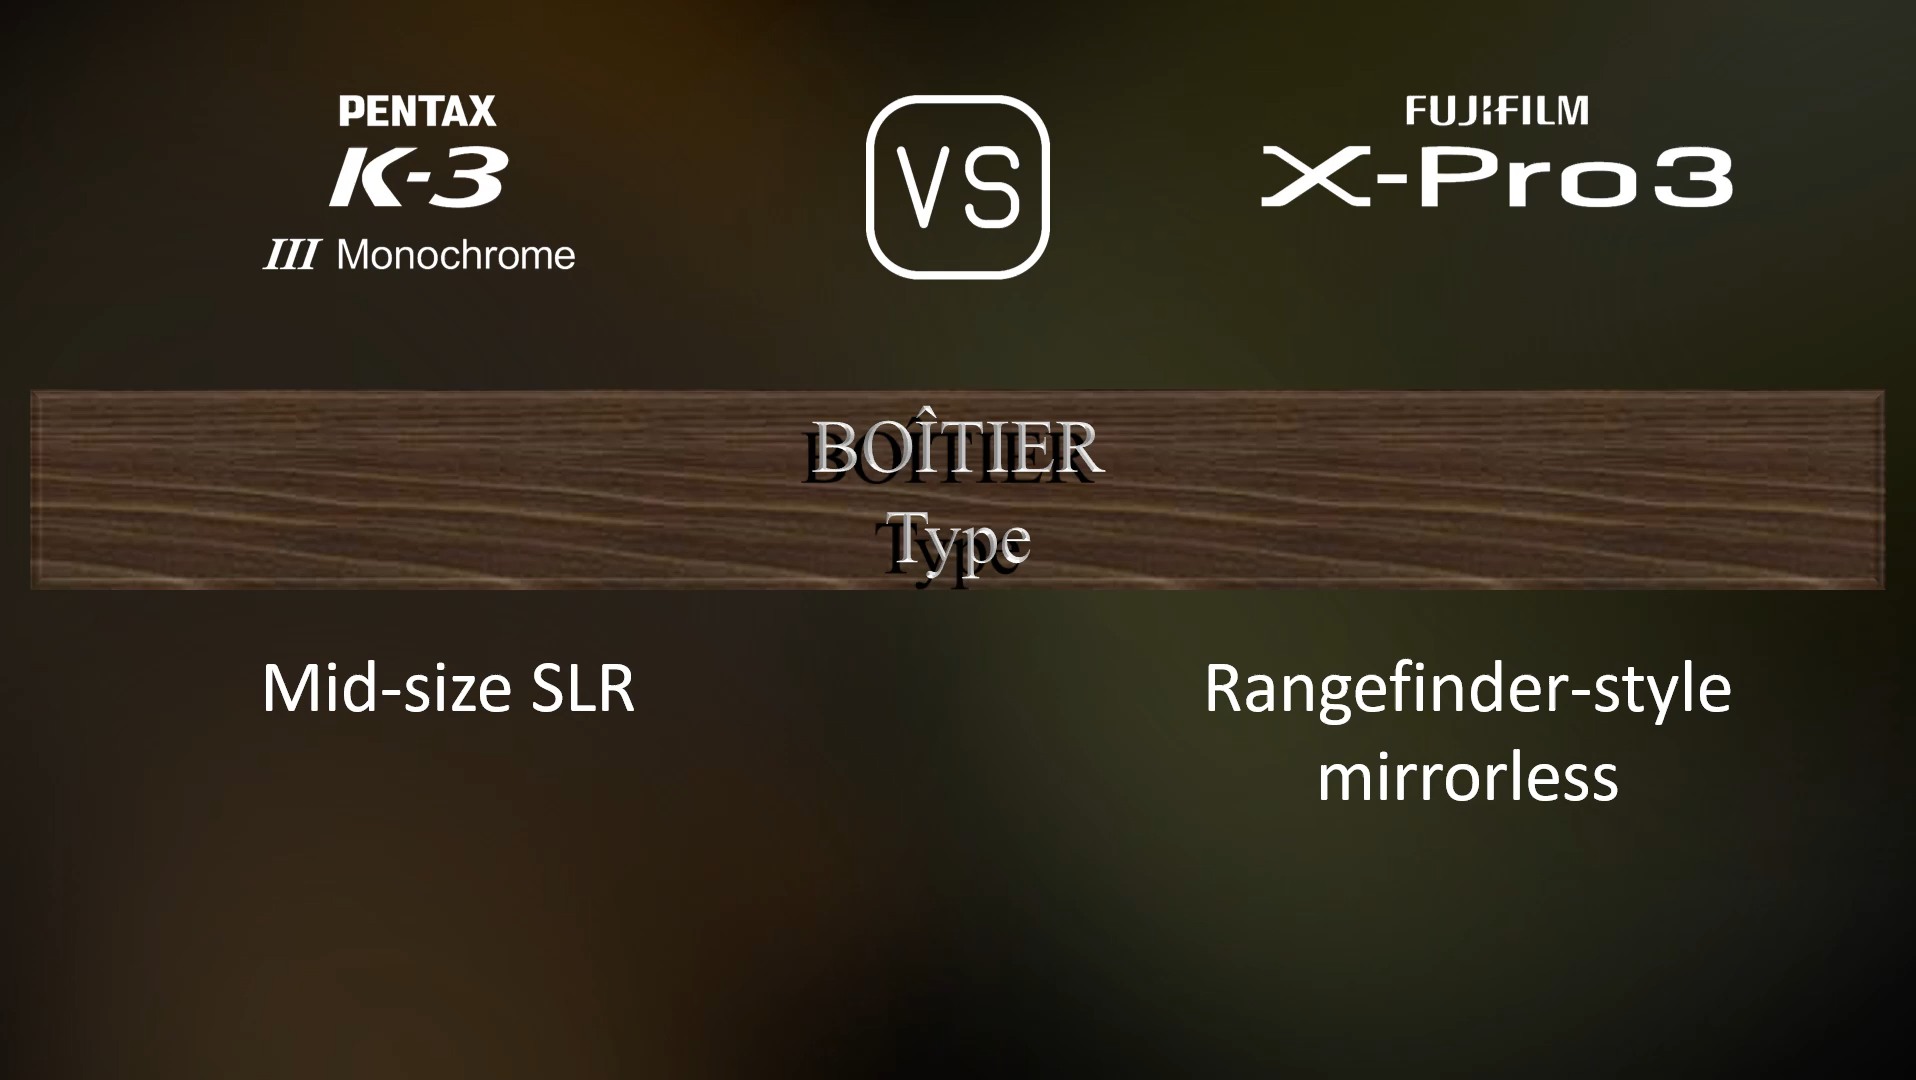 PENTAX
K-3
III Monochrome
VS
FUJIFILM
X-Pro3
BOÎTIER
Type
Mid-size SLR
Rangefinder-style
mirrorless